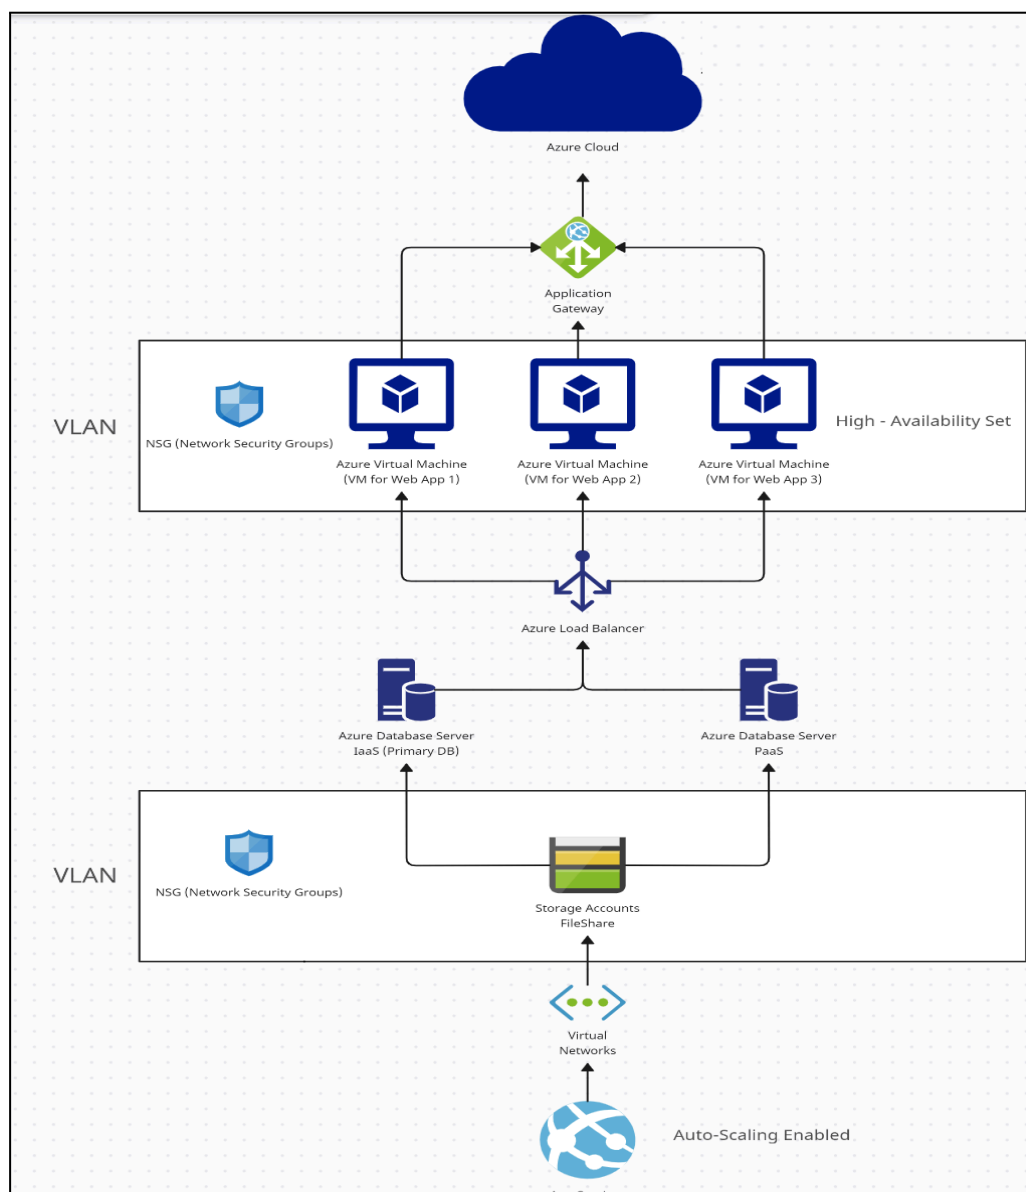 Azure Cloud
Application
Gateway
VLAN
NSG (Network Security Groups)
Azure Virtual Machine
(VM for Web App 1)
Azure Virtual Machine
(VM for Web App 2)
Azure Virtual Machine
(VM for Web App 3)
High - Availability Set
Azure Load Balancer
Azure Database Server
IaaS (Primary DB)
Azure Database Server
PaaS
VLAN
NSG (Network Security Groups)
Storage Accounts
FileShare
Virtual
Networks
Auto-Scaling Enabled